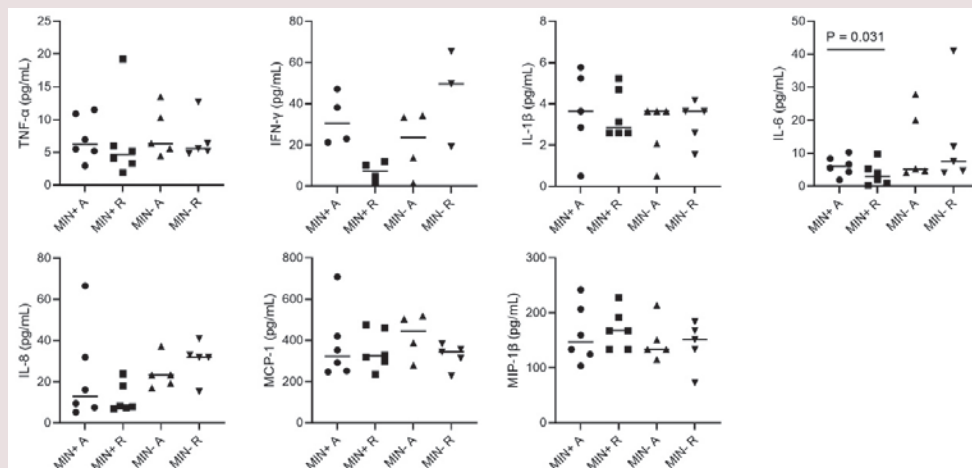 TNF-α (pg/mL)
25
20
15
10
5
0
MIN+ A
MIN+ R
MIN- A
MIN- R
IFN-γ (pg/mL)
80
60
40
20
0
MIN+ A
MIN+ R
MIN- A
MIN- R
IL-1β (pg/mL)
8
6
4
2
0
MIN+ A
MIN+ R
MIN- A
MIN- R
IL-6 (pg/mL)
50
40
30
20
10
0
P = 0.031
MIN+ A
MIN+ R
MIN- A
MIN- R
IL-8 (pg/mL)
80
60
40
20
0
MIN+ A
MIN+ R
MIN- A
MIN- R
MCP-1 (pg/mL)
800
600
400
200
0
MIN+ A
MIN+ R
MIN- A
MIN- R
MIP-1β (pg/mL)
300
200
100
0
MIN+ A
MIN+ R
MIN- A
MIN- R